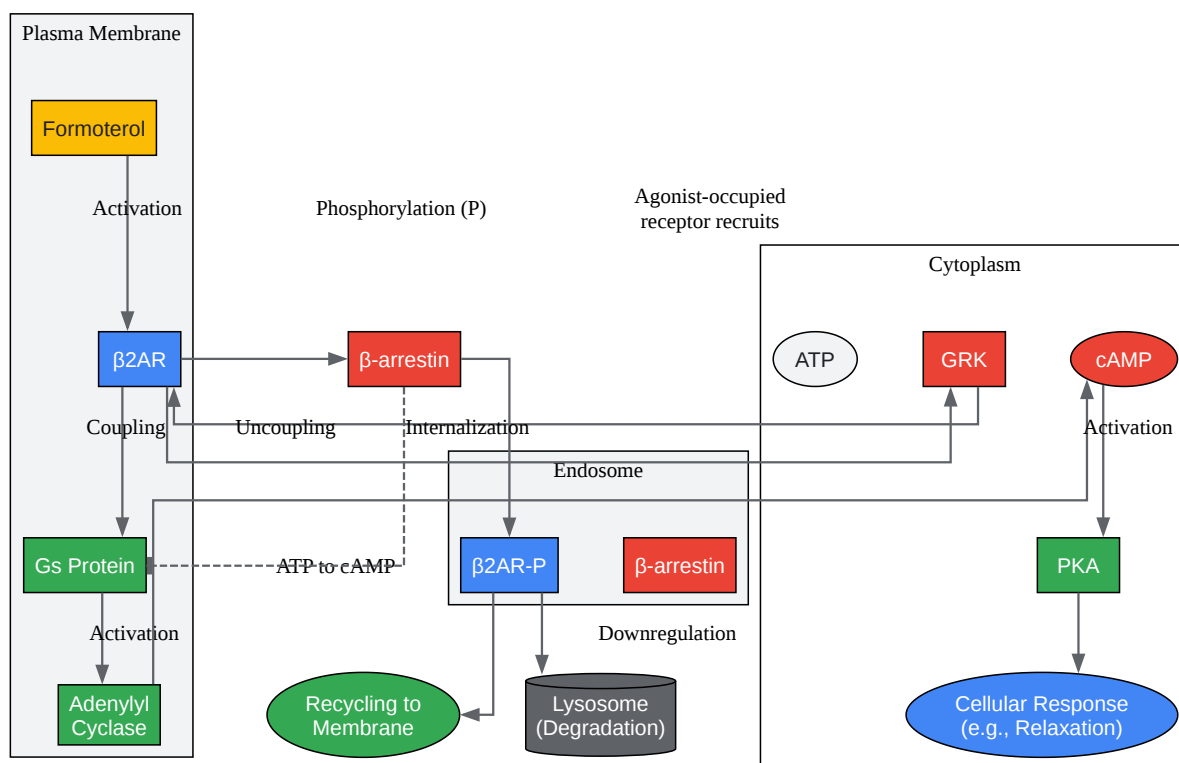 Plasma Membrane
Formoterol
Activation
Phosphorylation (P)
Agonist-occupied
receptor recruits
Cytoplasm
β2AR
β-arrestin
ATP
GRK
cAMP
Coupling
Uncoupling
Internalization
Activation
Endosome
Gs Protein
ATP to cAMP
β2AR-P
β-arrestin
PKA
Activation
Downregulation
Adenylyl
Cyclase
Recycling to
Membrane
Lysosome
(Degradation)
Cellular Response
(e.g., Relaxation)